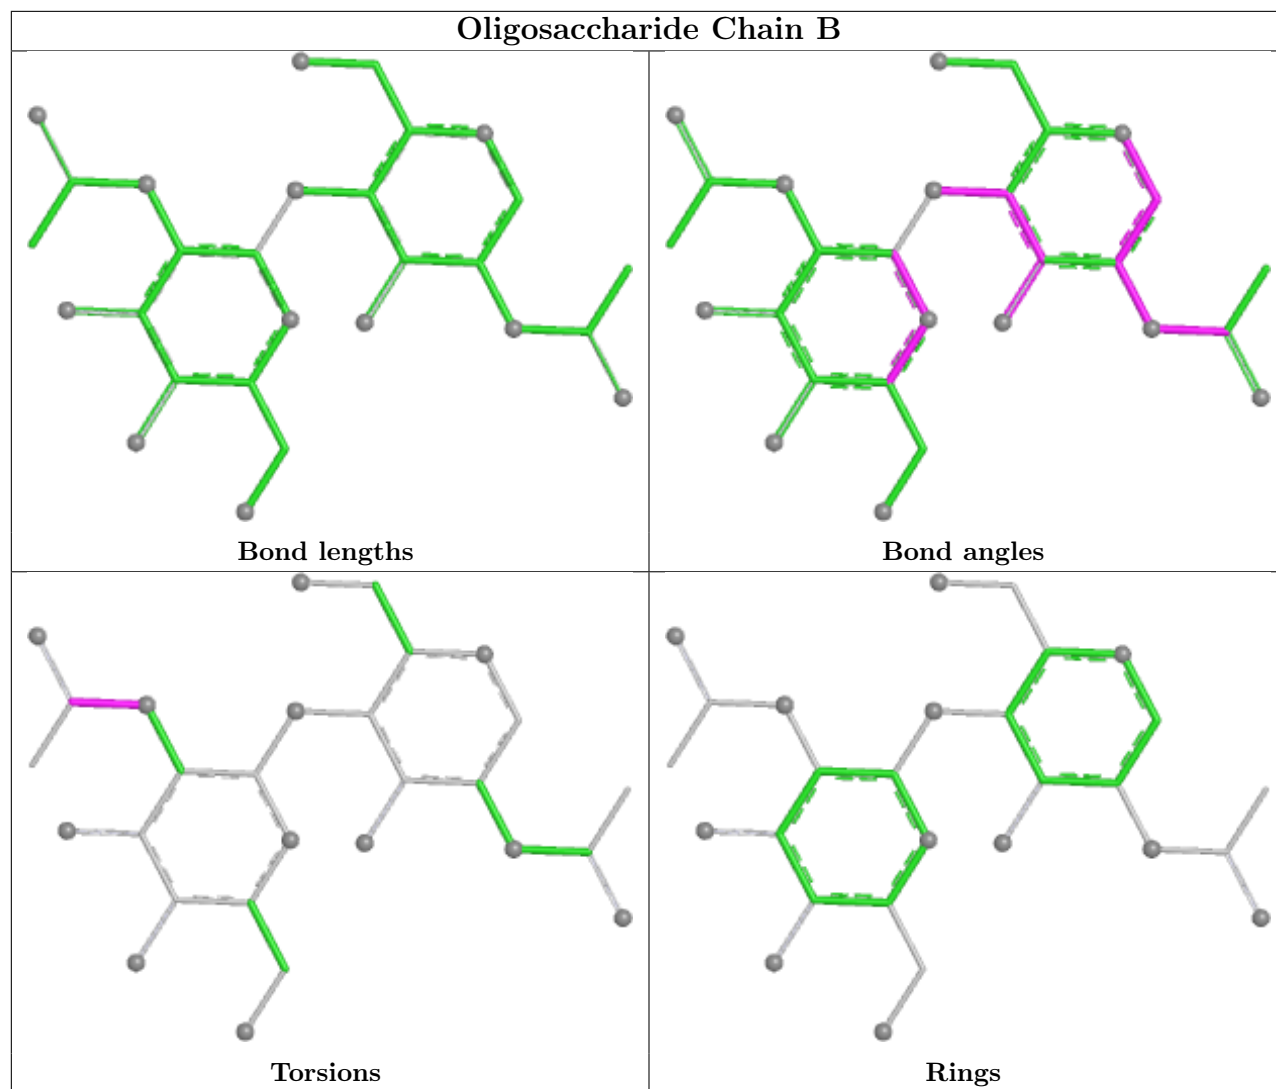 Oligosaccharide Chain B
Bond lengths
Bond angles
Torsions
Rings